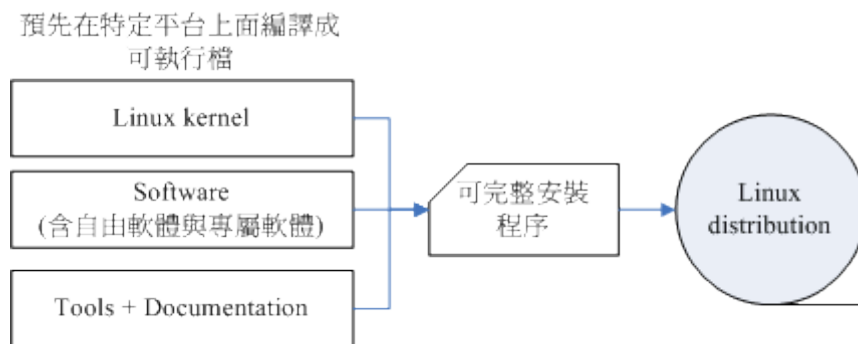 預先在特定平台上面編譯成
可執行檔
Linux kernel
Software
(含自由軟體與專屬軟體)
Tools + Documentation
可完整安裝
程序
Linux
distribution